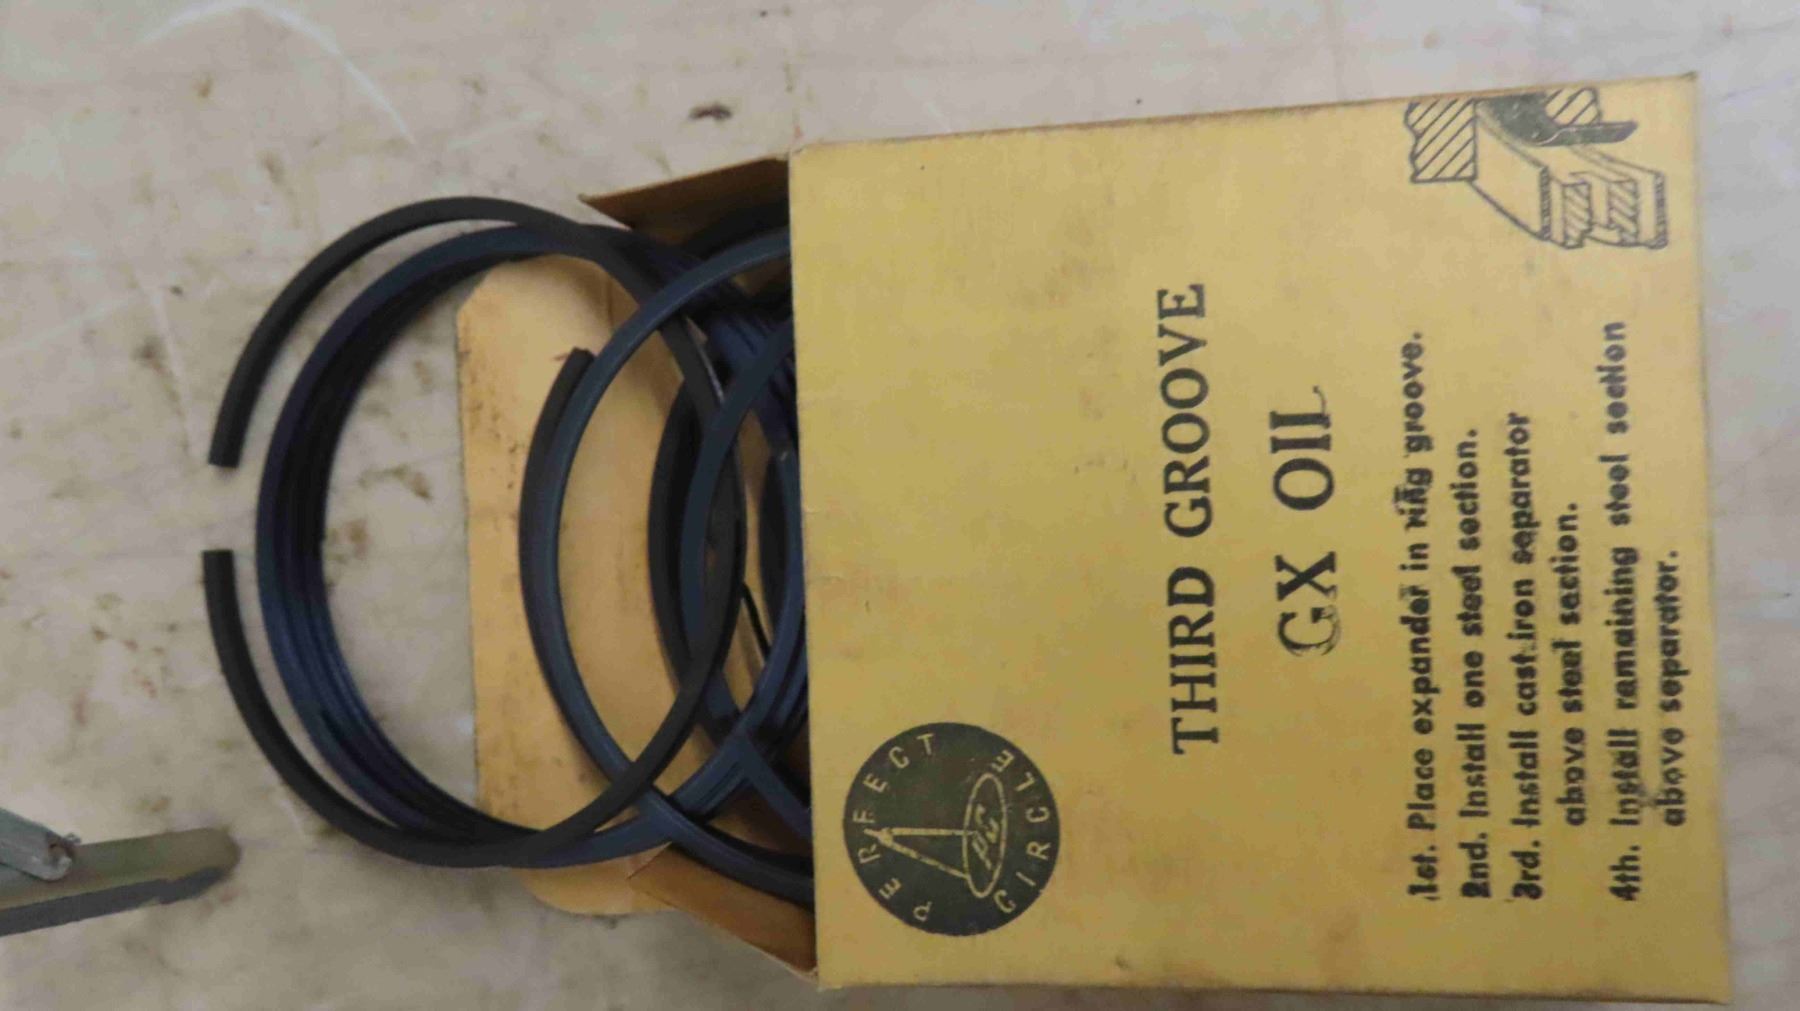 PERFECT CIRCLE
PC
THIRD GROOVE
GX OIL
1st. Place expander in ring groove.
2nd. Install one steel section.
3rd. Install cast iron separator
above steel section.
4th. Install remaining steel section
above separator.